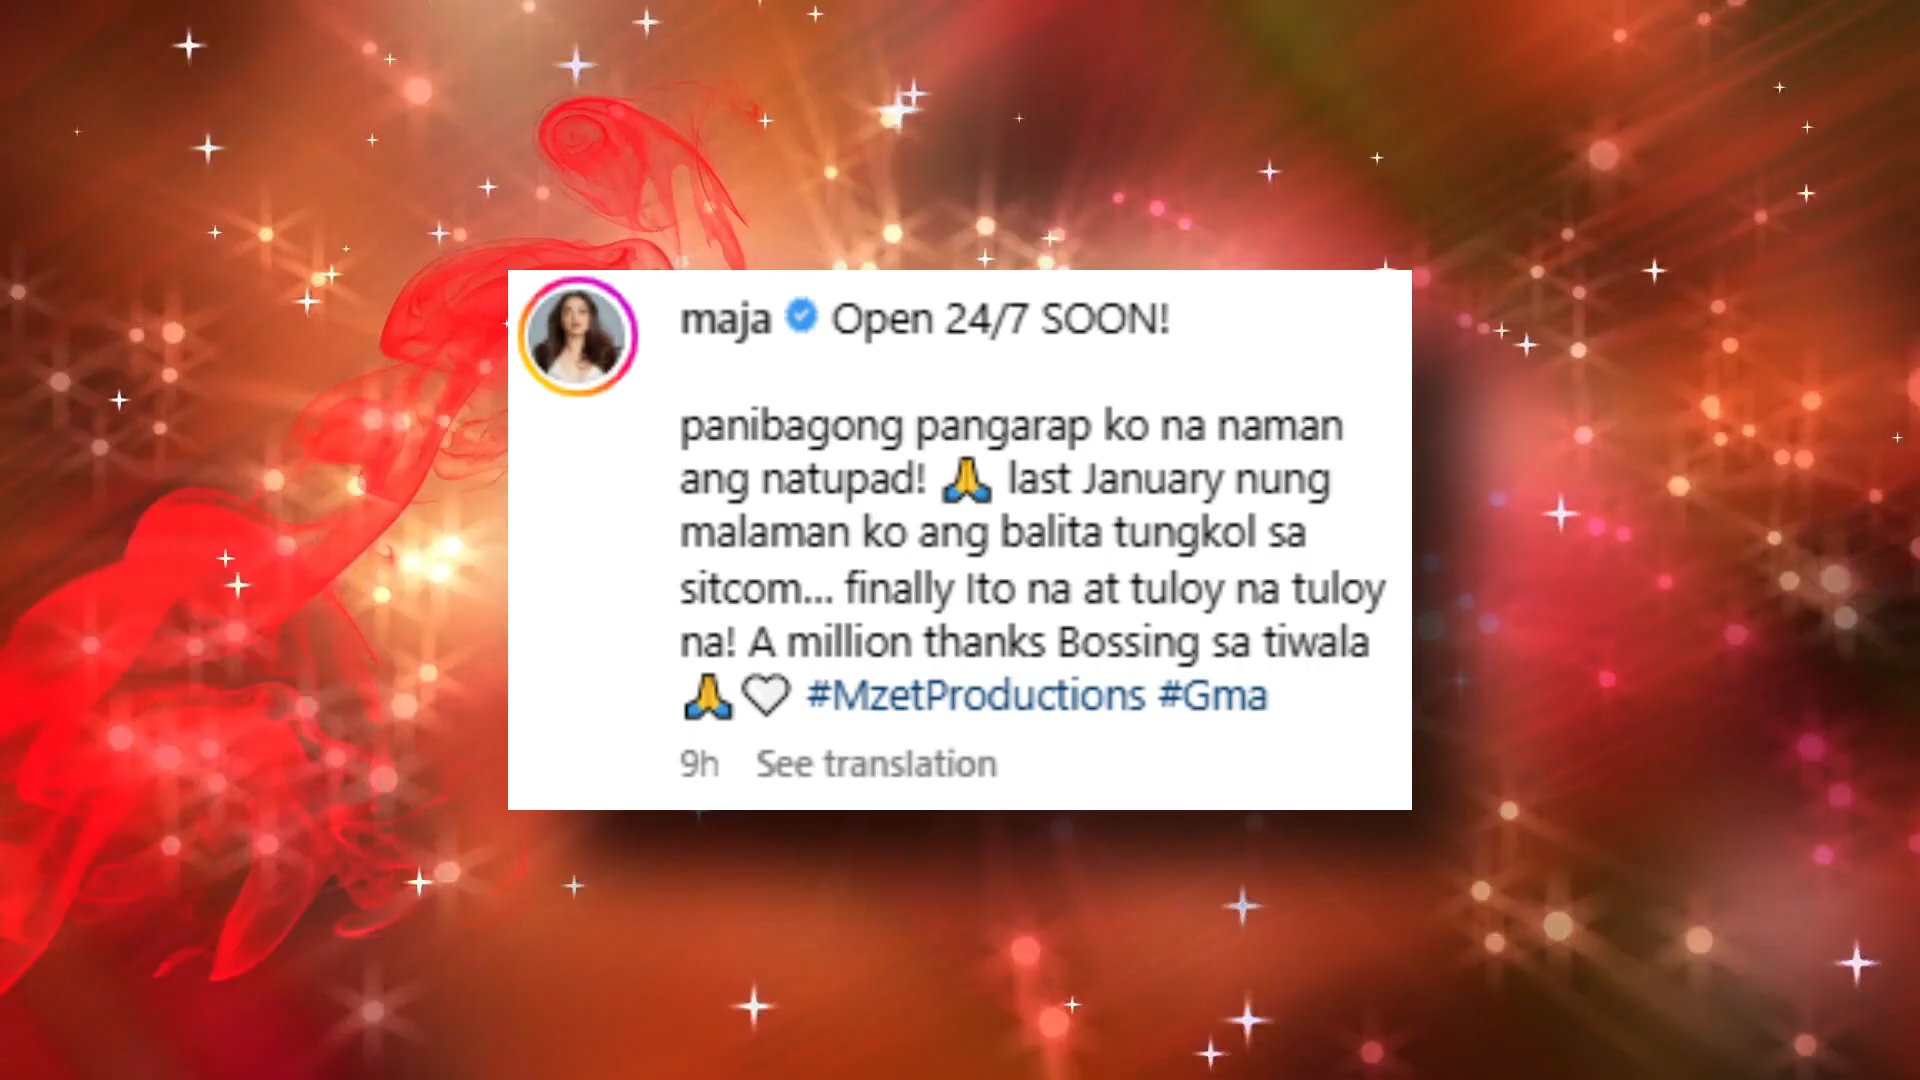 maja Open 24/7 SOON!
panibagong pangarap ko na naman
ang natupad! 🙏 last January nung
malaman ko ang balita tungkol sa
sitcom... finally Ito na at tuloy na tuloy
na! A million thanks Bossing sa tiwala
🙏🤍 #MzetProductions #Gma
9h See translation